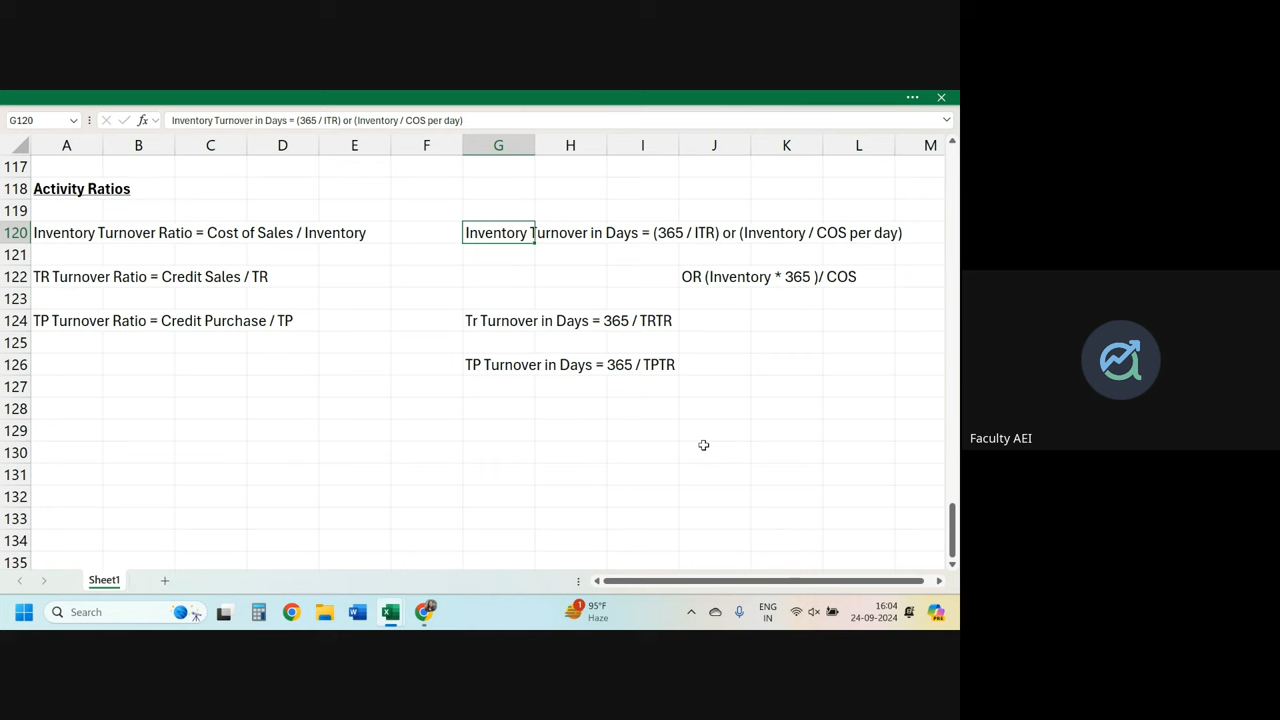 G120
fx
Inventory Turnover in Days = (365 / ITR) or (Inventory / COS per day)
A B C D E F G H I J K L M
117
118 Activity Ratios
119
120 Inventory Turnover Ratio = Cost of Sales / Inventory Inventory Turnover in Days = (365 / ITR) or (Inventory / COS per day)
121
122 TR Turnover Ratio = Credit Sales / TR OR (Inventory * 365 )/ COS
123
124 TP Turnover Ratio = Credit Purchase / TP Tr Turnover in Days = 365 / TRTR
125
126 TP Turnover in Days = 365 / TPTR
127
128
129
130
131
132
133
134
135
Faculty AEI
Sheet1
Search
1
95°F
Haze
ENG
IN
16:04
24-09-2024